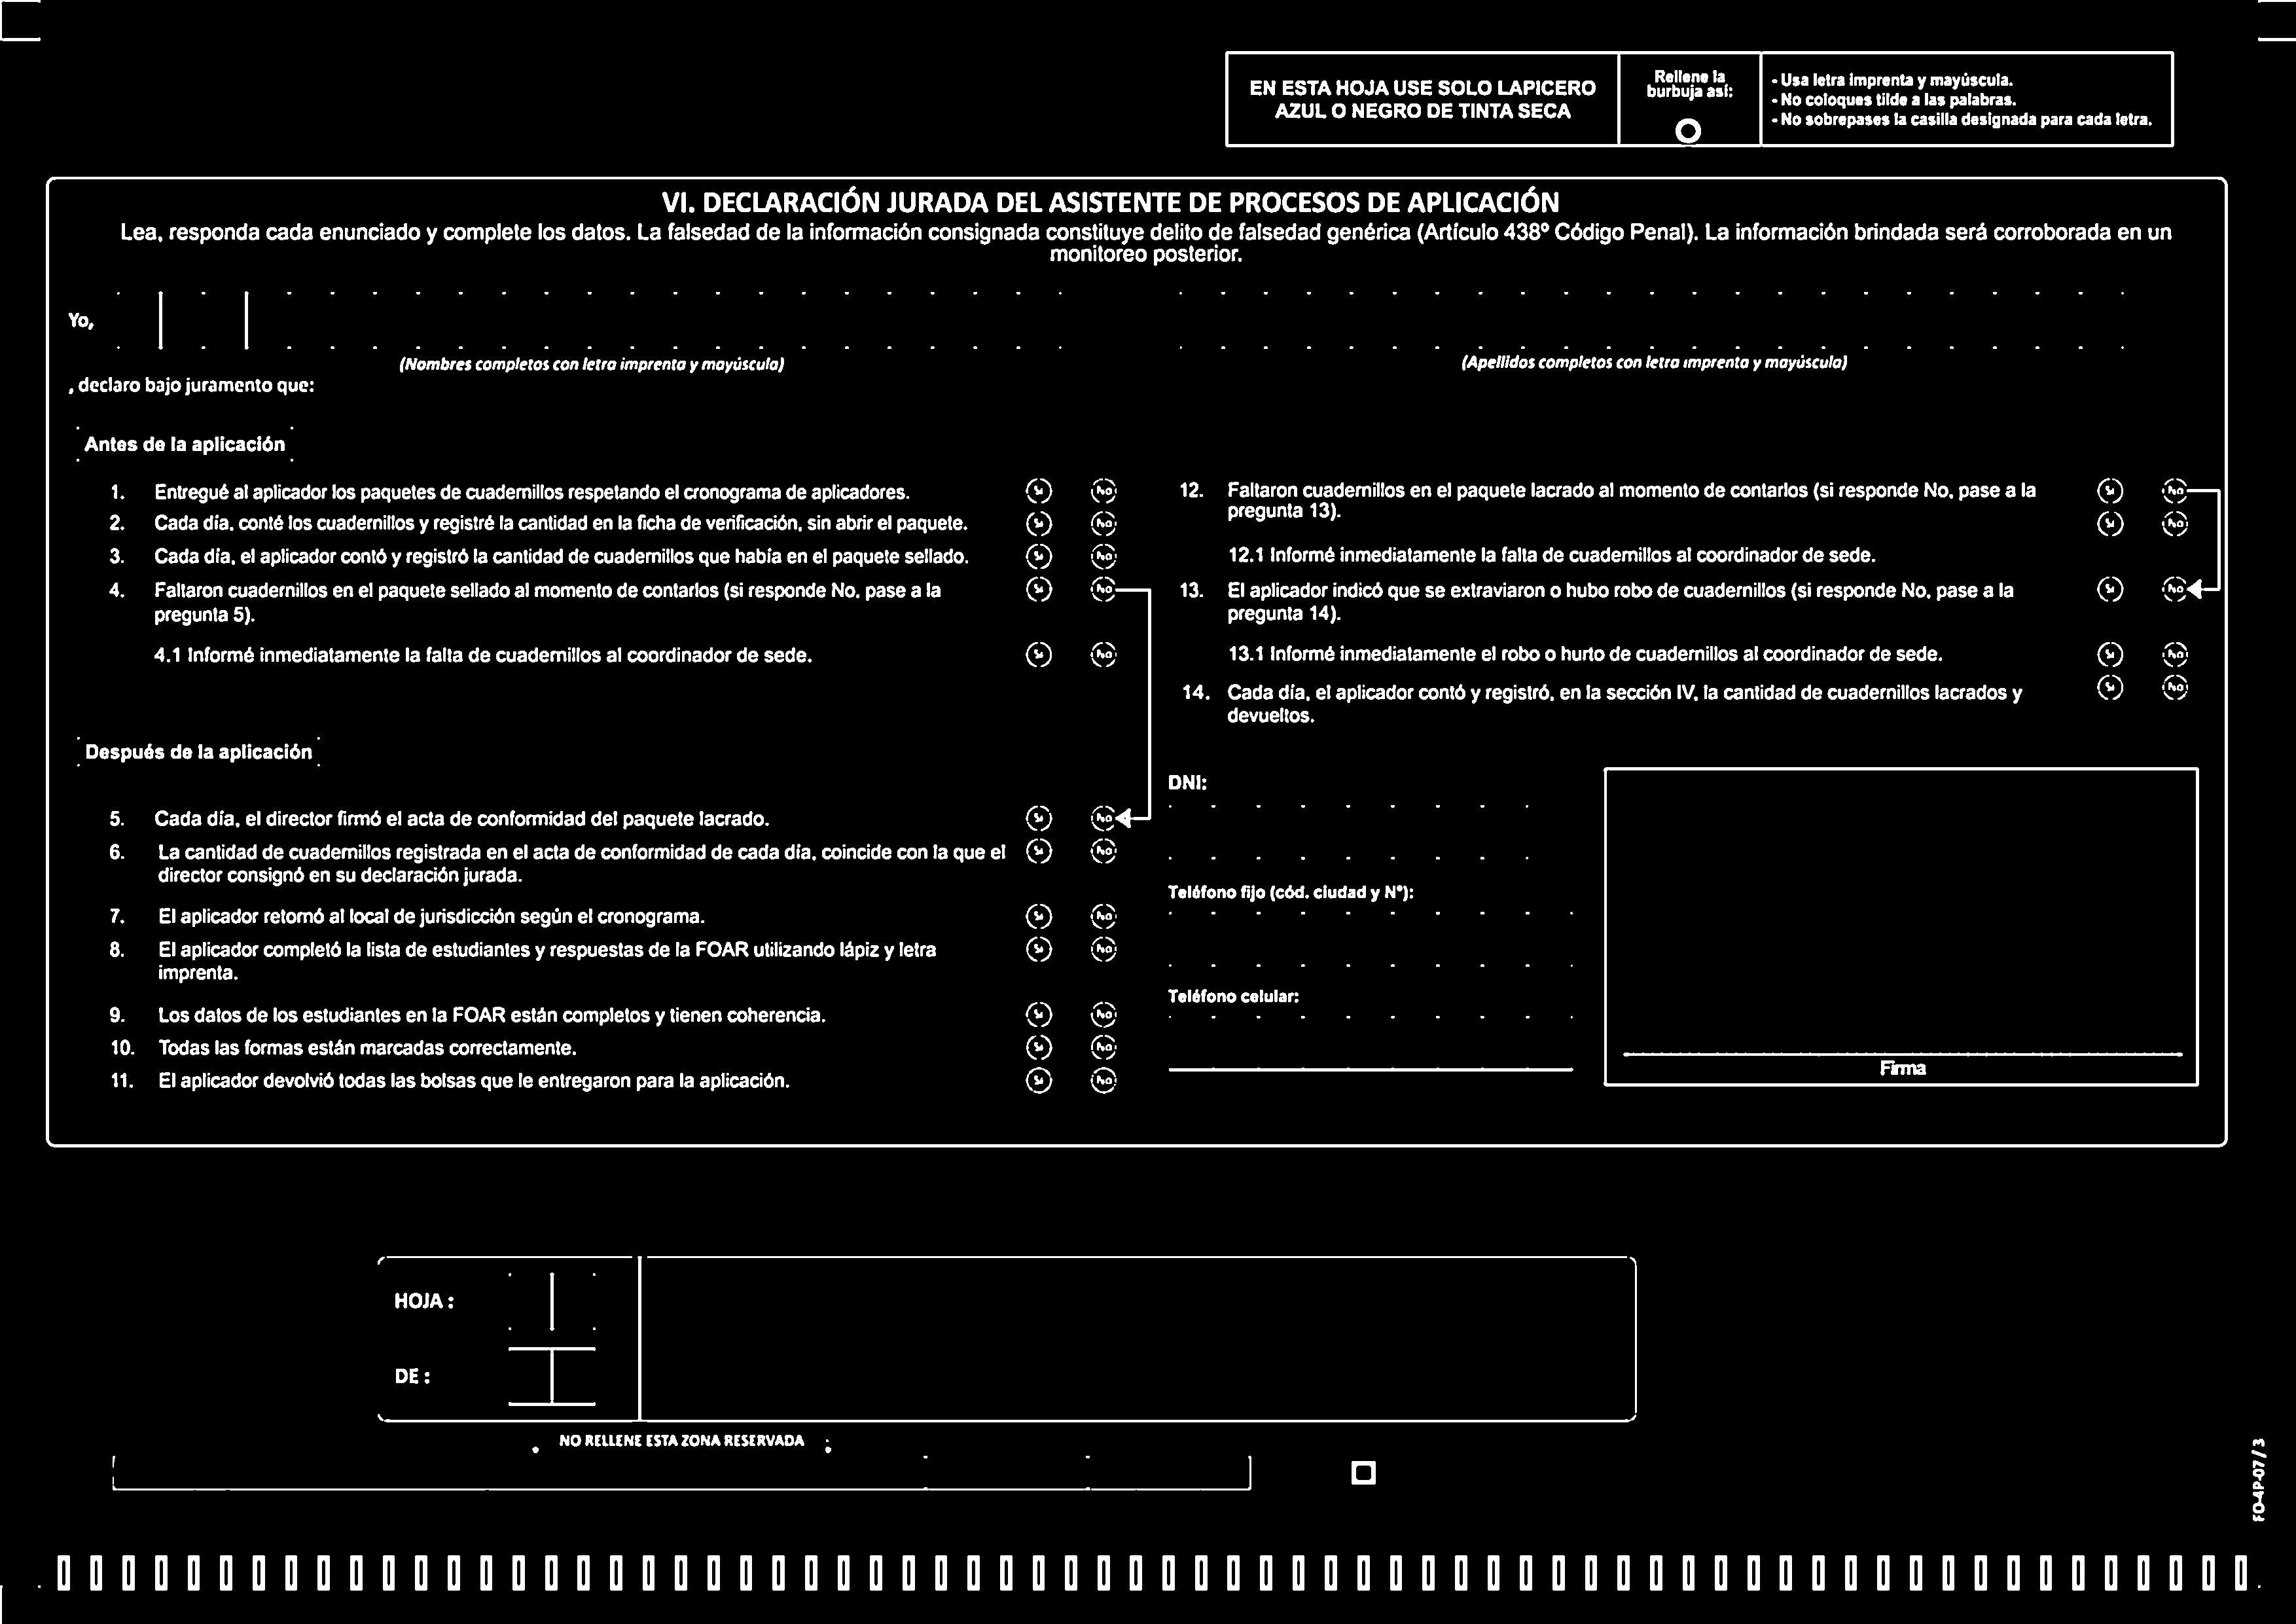 EN ESTA HOJA USE SOLO LAPICERO
AZUL O NEGRO DE TINTA SECA
Rellene la
burbuja así:
- Usa letra imprenta y mayúscula.
- No coloques tilde a las palabras.
- No sobrepases la casilla designada para cada letra.
VI. DECLARACIÓN JURADA DEL ASISTENTE DE PROCESOS DE APLICACIÓN
Lea, responda cada enunciado y complete los datos. La falsedad de la información consignada constituye delito de falsedad genérica (Artículo 438º Código Penal). La información brindada será corroborada en un
monitoreo posterior.
Yo,
(Nombres completos con letra imprenta y mayúscula)
(Apellidos completos con letra imprenta y mayúscula)
, declaro bajo juramento que:
Antes de la aplicación
1. Entregué al aplicador los paquetes de cuadernillos respetando el cronograma de aplicadores. Si No
2. Cada día, conté los cuadernillos y registré la cantidad en la ficha de verificación, sin abrir el paquete. Si No
3. Cada día, el aplicador contó y registró la cantidad de cuadernillos que había en el paquete sellado. Si No
4. Faltaron cuadernillos en el paquete sellado al momento de contarlos (si responde No, pase a la Si No
pregunta 5).
4.1 Informé inmediatamente la falta de cuadernillos al coordinador de sede. Si No
Después de la aplicación
5. Cada día, el director firmó el acta de conformidad del paquete lacrado. Si No
6. La cantidad de cuadernillos registrada en el acta de conformidad de cada día, coincide con la que el Si No
director consignó en su declaración jurada.
7. El aplicador retornó al local de jurisdicción según el cronograma. Si No
8. El aplicador completó la lista de estudiantes y respuestas de la FOAR utilizando lápiz y letra Si No
imprenta.
9. Los datos de los estudiantes en la FOAR están completos y tienen coherencia. Si No
10. Todas las formas están marcadas correctamente. Si No
11. El aplicador devolvió todas las bolsas que le entregaron para la aplicación. Si No
12. Faltaron cuadernillos en el paquete lacrado al momento de contarlos (si responde No, pase a la Si No
pregunta 13). Si No
12.1 Informé inmediatamente la falta de cuadernillos al coordinador de sede.
13. El aplicador indicó que se extraviaron o hubo robo de cuadernillos (si responde No, pase a la Si No
pregunta 14).
13.1 Informé inmediatamente el robo o hurto de cuadernillos al coordinador de sede. Si No
14. Cada día, el aplicador contó y registró, en la sección IV, la cantidad de cuadernillos lacrados y Si No
devueltos.
DNI:
Teléfono fijo (cód. ciudad y N°):
Teléfono celular:
Firma
HOJA :
DE :
NO RELLENE ESTA ZONA RESERVADA
FO-4P-07 / 3